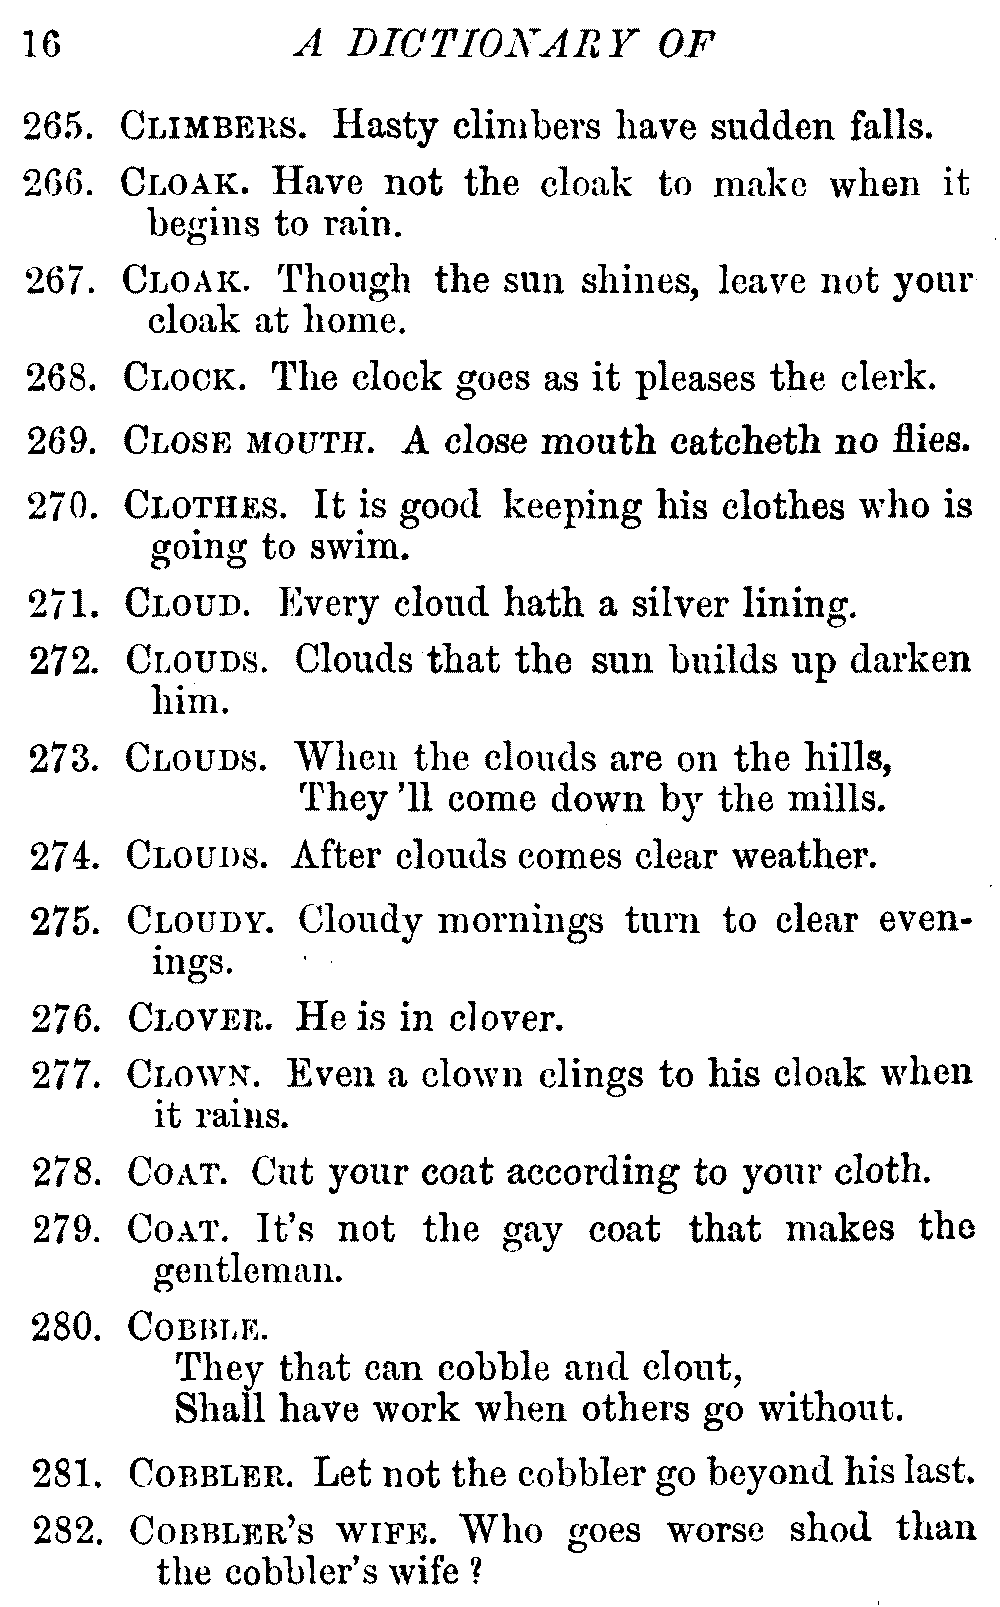 16 A DICTIONARY OF
265. CLIMBERS. Hasty climbers have sudden falls.
266. CLOAK. Have not the cloak to make when it
begins to rain.
267. CLOAK. Though the sun shines, leave not your
cloak at home.
268. CLOCK. The clock goes as it pleases the clerk.
269. CLOSE MOUTH. A close mouth catcheth no flies.
270. CLOTHES. It is good keeping his clothes who is
going to swim.
271. CLOUD. Every cloud hath a silver lining.
272. CLOUDS. Clouds that the sun builds up darken
him.
273. CLOUDS. When the clouds are on the hills,
They 'll come down by the mills.
274. CLOUDS. After clouds comes clear weather.
275. CLOUDY. Cloudy mornings turn to clear even-
ings.
276. CLOVER. He is in clover.
277. CLOWN. Even a clown clings to his cloak when
it rains.
278. COAT. Cut your coat according to your cloth.
279. COAT. It's not the gay coat that makes the
gentleman.
280. COBBLE.
They that can cobble and clout,
Shall have work when others go without.
281. COBBLER. Let not the cobbler go beyond his last.
282. COBBLER'S WIFE. Who goes worse shod than
the cobbler's wife ?